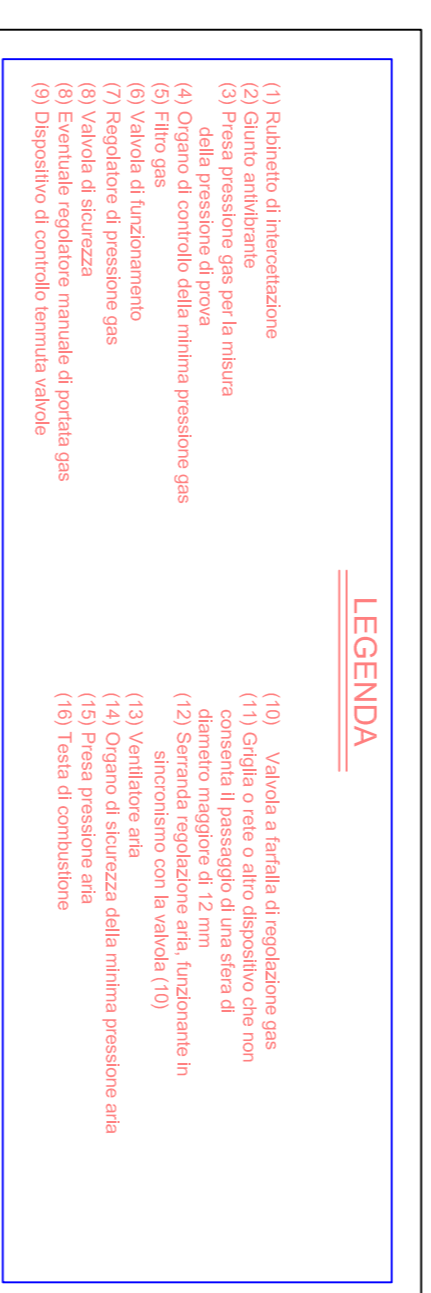 LEGENDA
(1) Rubinetto di intercettazione
(2) Giunto antivibrante
(3) Presa pressione gas per la misura
della pressione di prova
(4) Organo di controllo della minima pressione gas
(5) Filtro gas
(6) Valvola di funzionamento
(7) Regolatore di pressione gas
(8) Valvola di sicurezza
(8) Eventuale regolatore manuale di portata gas
(9) Dispositivo di controllo tenmuta valvole
(10) Valvola a farfalla di regolazione gas
(11) Griglia o rete o altro dispositivo che non
consenta il passaggio di una sfera di
diametro maggiore di 12 mm
(12) Serranda regolazione aria, funzionante in
sincronismo con la valvola (10)
(13) Ventilatore aria
(14) Organo di sicurezza della minima pressione aria
(15) Presa pressione aria
(16) Testa di combustione